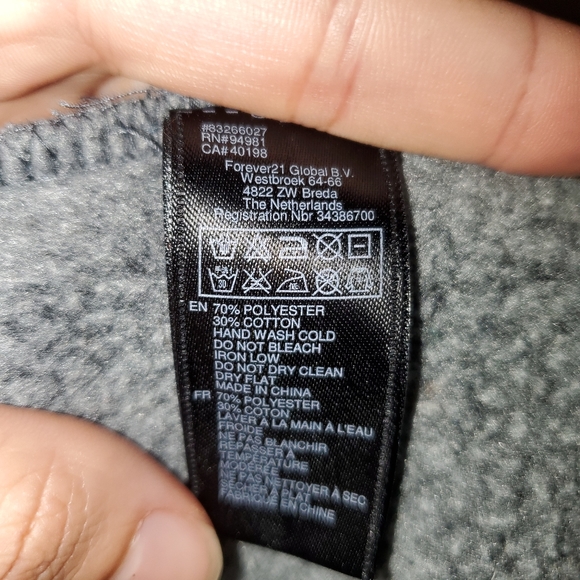 #83266027
RN#94981
CA# 40198
Forever21 Global B.V.
Westbroek 64-66
4822 ZW Breda
The Netherlands
Registration Nbr 34386700
EN 70% POLYESTER
30% COTTON
HAND WASH COLD
DO NOT BLEACH
IRON LOW
DO NOT DRY CLEAN
DRY FLAT
MADE IN CHINA
FR 70% POLYESTER
30% COTON
LAVER À LA MAIN À L'EAU
FROIDE
NE PAS BLANCHIR
REPASSER À
TEMPÉRATURE
MODÉRÉE
NE PAS NETTOYER À SEC
À PLAT
FABRIQUÉ EN CHINE